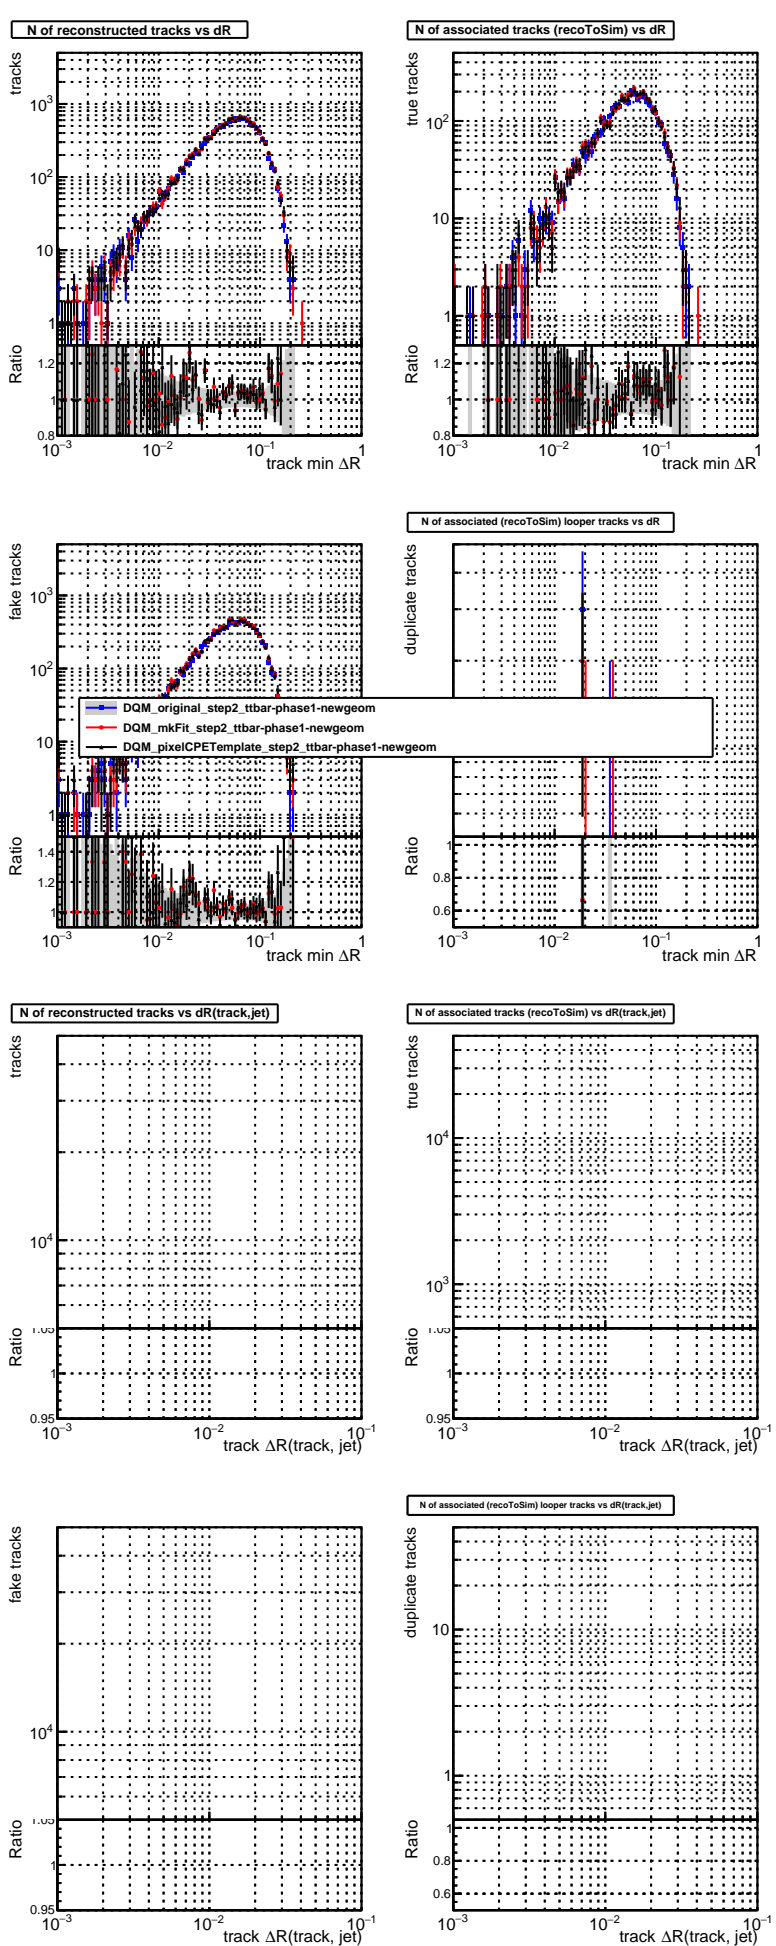 N of reconstructed tracks vs dR
tracks
10³
10²
10
1
Ratio
1.2
1
0.8
10⁻³
10⁻²
10⁻¹
1
track min ΔR
N of associated tracks (recoToSim) vs dR
true tracks
10²
10
1
Ratio
1.2
1
0.8
10⁻³
10⁻²
10⁻¹
1
track min ΔR
fake tracks
10³
10²
10
1
Ratio
1.4
1.2
1
10⁻³
10⁻²
10⁻¹
1
track min ΔR
N of associated (recoToSim) looper tracks vs dR
duplicate tracks
Ratio
1
0.8
0.6
10⁻³
10⁻²
10⁻¹
1
track min ΔR
DQM_original_step2_ttbar-phase1-newgeom
DQM_mkFit_step2_ttbar-phase1-newgeom
DQM_pixelCPETemplate_step2_ttbar-phase1-newgeom
N of reconstructed tracks vs dR(track,jet)
tracks
10⁴
Ratio
1.05
1
0.95
10⁻³
10⁻²
10⁻¹
track ΔR(track, jet)
N of associated tracks (recoToSim) vs dR(track,jet)
true tracks
10⁴
10³
Ratio
1.05
1
0.95
10⁻³
10⁻²
10⁻¹
track ΔR(track, jet)
fake tracks
10⁴
Ratio
1.05
1
0.95
10⁻³
10⁻²
10⁻¹
track ΔR(track, jet)
N of associated (recoToSim) looper tracks vs dR(track,jet)
duplicate tracks
10
1
Ratio
1
0.8
0.6
10⁻³
10⁻²
10⁻¹
track ΔR(track, jet)